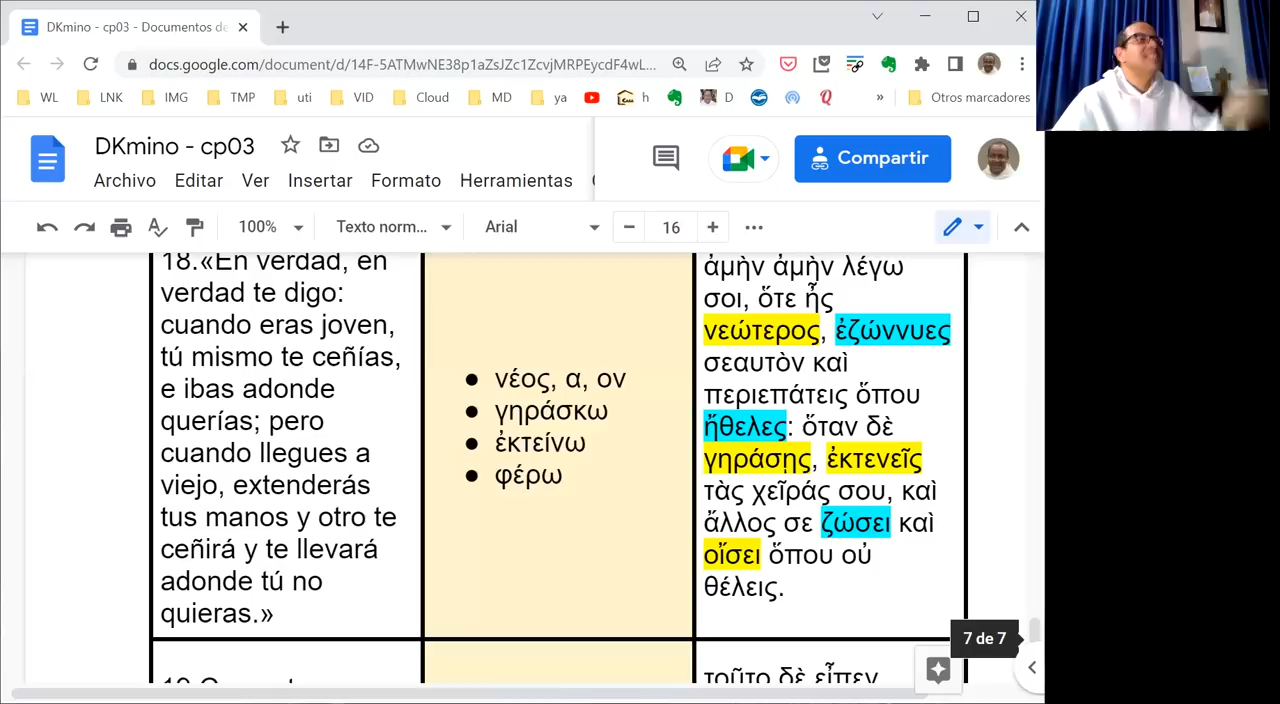 DKmino - cp03 - Documentos de
docs.google.com/document/d/14F-5ATMwNE38p1aZsJZc1ZcvjMRPEycdF4wL...
WL LNK IMG TMP uti VID Cloud MD ya h D » Otros marcadores
DKmino - cp03
Compartir
Archivo Editar Ver Insertar Formato Herramientas
100% Texto norm... Arial 16
18.«En verdad, en
verdad te digo:
cuando eras joven,
tú mismo te ceñías,
e ibas adonde
querías; pero
cuando llegues a
viejo, extenderás
tus manos y otro te
ceñirá y te llevará
adonde tú no
quieras.»
νέος, α, ον
γηράσκω
ἐκτείνω
φέρω
ἀμὴν ἀμὴν λέγω
σοι, ὅτε ἦς
νεώτερος, ἐζώννυες
σεαυτὸν καὶ
περιεπάτεις ὅπου
ἤθελες: ὅταν δὲ
γηράσῃς, ἐκτενεῖς
τὰς χεῖράς σου, καὶ
ἄλλος σε ζώσει καὶ
οἴσει ὅπου οὐ
θέλεις.
τοῦτο δὲ εἶπεν
7 de 7